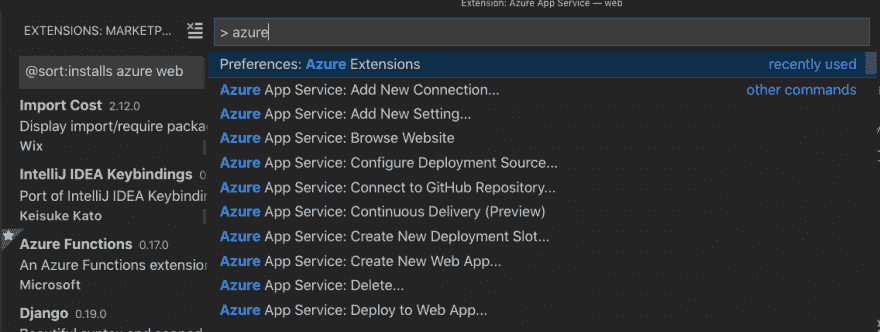 Extension: Azure App Service — web
EXTENSIONS: MARKETP...
@sort:installs azure web
Import Cost 2.12.0
Display import/require packa
Wix
IntelliJ IDEA Keybindings 0.
Port of IntelliJ IDEA Keybindin
Keisuke Kato
Azure Functions 0.17.0
An Azure Functions extension
Microsoft
Django 0.19.0
> azure
Preferences: Azure Extensions recently used
Azure App Service: Add New Connection... other commands
Azure App Service: Add New Setting...
Azure App Service: Browse Website
Azure App Service: Configure Deployment Source...
Azure App Service: Connect to GitHub Repository...
Azure App Service: Continuous Delivery (Preview)
Azure App Service: Create New Deployment Slot...
Azure App Service: Create New Web App...
Azure App Service: Delete...
Azure App Service: Deploy to Web App...